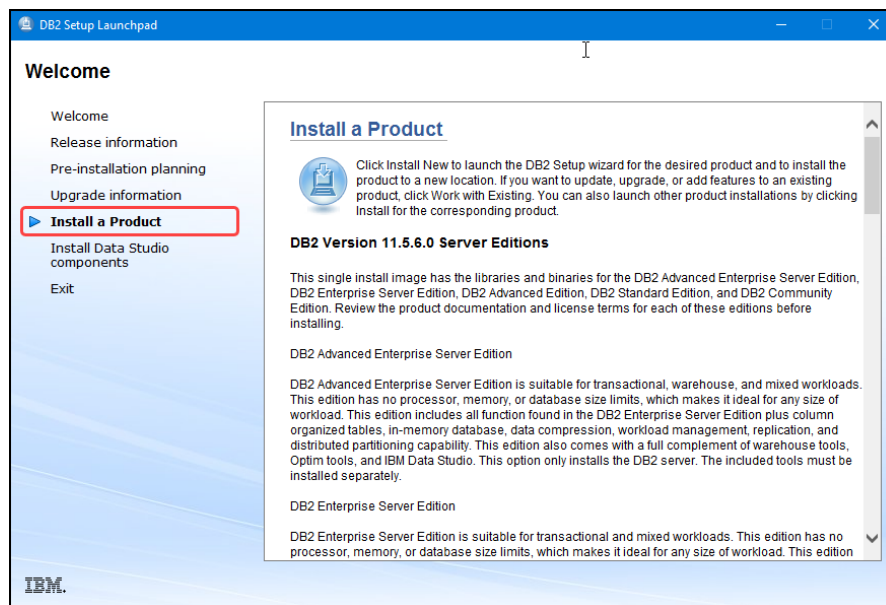 DB2 Setup Launchpad
Welcome
Welcome
Release information
Pre-installation planning
Upgrade information
Install a Product
Install Data Studio
components
Exit
Install a Product
Click Install New to launch the DB2 Setup wizard for the desired product and to install the
product to a new location. If you want to update, upgrade, or add features to an existing
product, click Work with Existing. You can also launch other product installations by clicking
Install for the corresponding product.
DB2 Version 11.5.6.0 Server Editions
This single install image has the libraries and binaries for the DB2 Advanced Enterprise Server Edition,
DB2 Enterprise Server Edition, DB2 Advanced Edition, DB2 Standard Edition, and DB2 Community
Edition. Review the product documentation and license terms for each of these editions before
installing.
DB2 Advanced Enterprise Server Edition
DB2 Advanced Enterprise Server Edition is suitable for transactional, warehouse, and mixed workloads.
This edition has no processor, memory, or database size limits, which makes it ideal for any size of
workload. This edition includes all function found in the DB2 Enterprise Server Edition plus column
organized tables, in-memory database, data compression, workload management, replication, and
distributed partitioning capability. This edition also comes with a full complement of warehouse tools,
Optim tools, and IBM Data Studio. This option only installs the DB2 server. The included tools must be
installed separately.
DB2 Enterprise Server Edition
DB2 Enterprise Server Edition is suitable for transactional and mixed workloads. This edition has no
processor, memory, or database size limits, which makes it ideal for any size of workload. This edition
IBM.